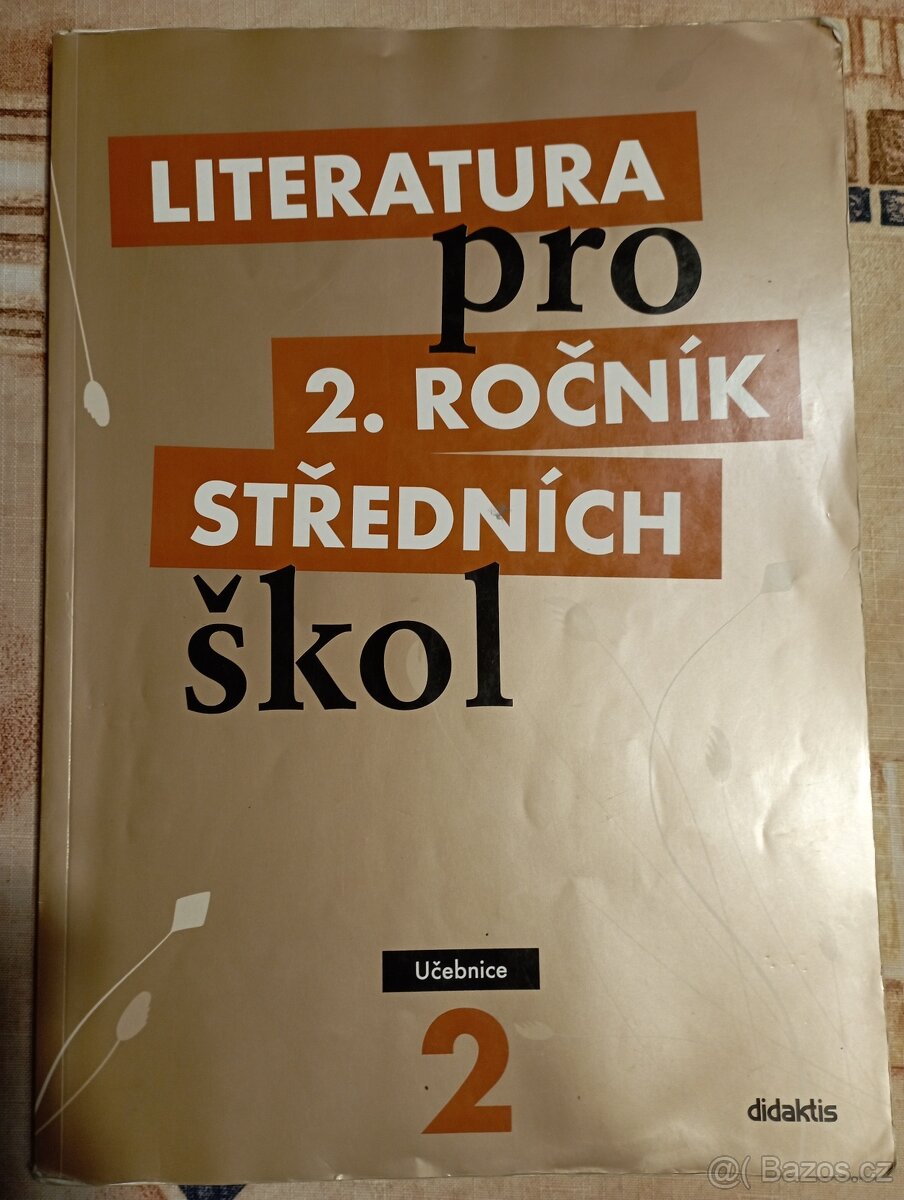 LITERATURA
pro
2. ROČNÍK
STŘEDNÍCH
škol
Učebnice
2
didaktis
@( Bazos.cz